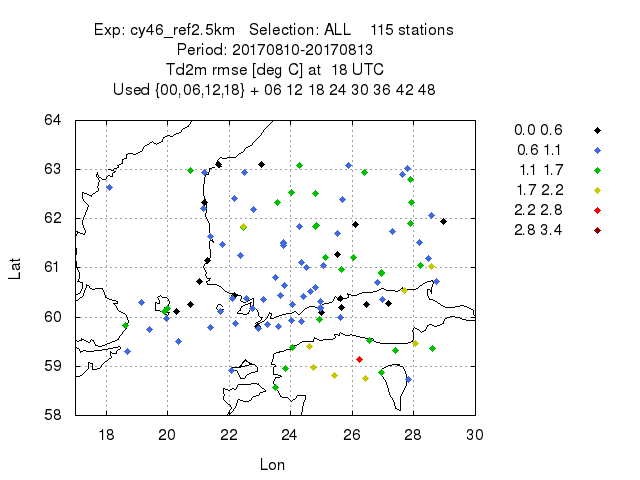 Exp: cy46_ref2.5km Selection: ALL 115 stations
Period: 20170810-20170813
Td2m rmse [deg C] at 18 UTC
Used {00,06,12,18} + 06 12 18 24 30 36 42 48
64
63
62
61
60
59
58
Lat
18 20 22 24 26 28 30
Lon
0.0 0.6
0.6 1.1
1.1 1.7
1.7 2.2
2.2 2.8
2.8 3.4